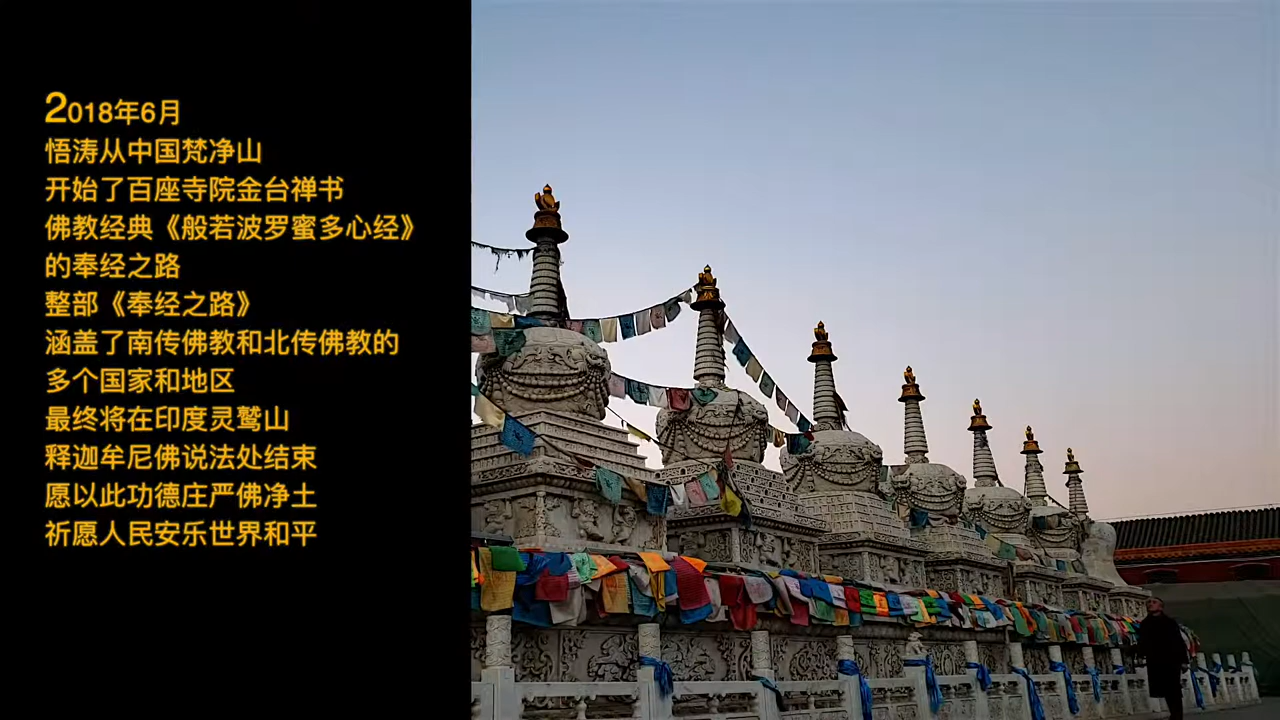 2018年6月
悟涛从中国梵净山
开始了百座寺院金台禅书
佛教经典《般若波罗蜜多心经》
的奉经之路
整部《奉经之路》
涵盖了南传佛教和北传佛教的
多个国家和地区
最终将在印度灵鹫山
释迦牟尼佛说法处结束
愿以此功德庄严佛净土
祈愿人民安乐世界和平